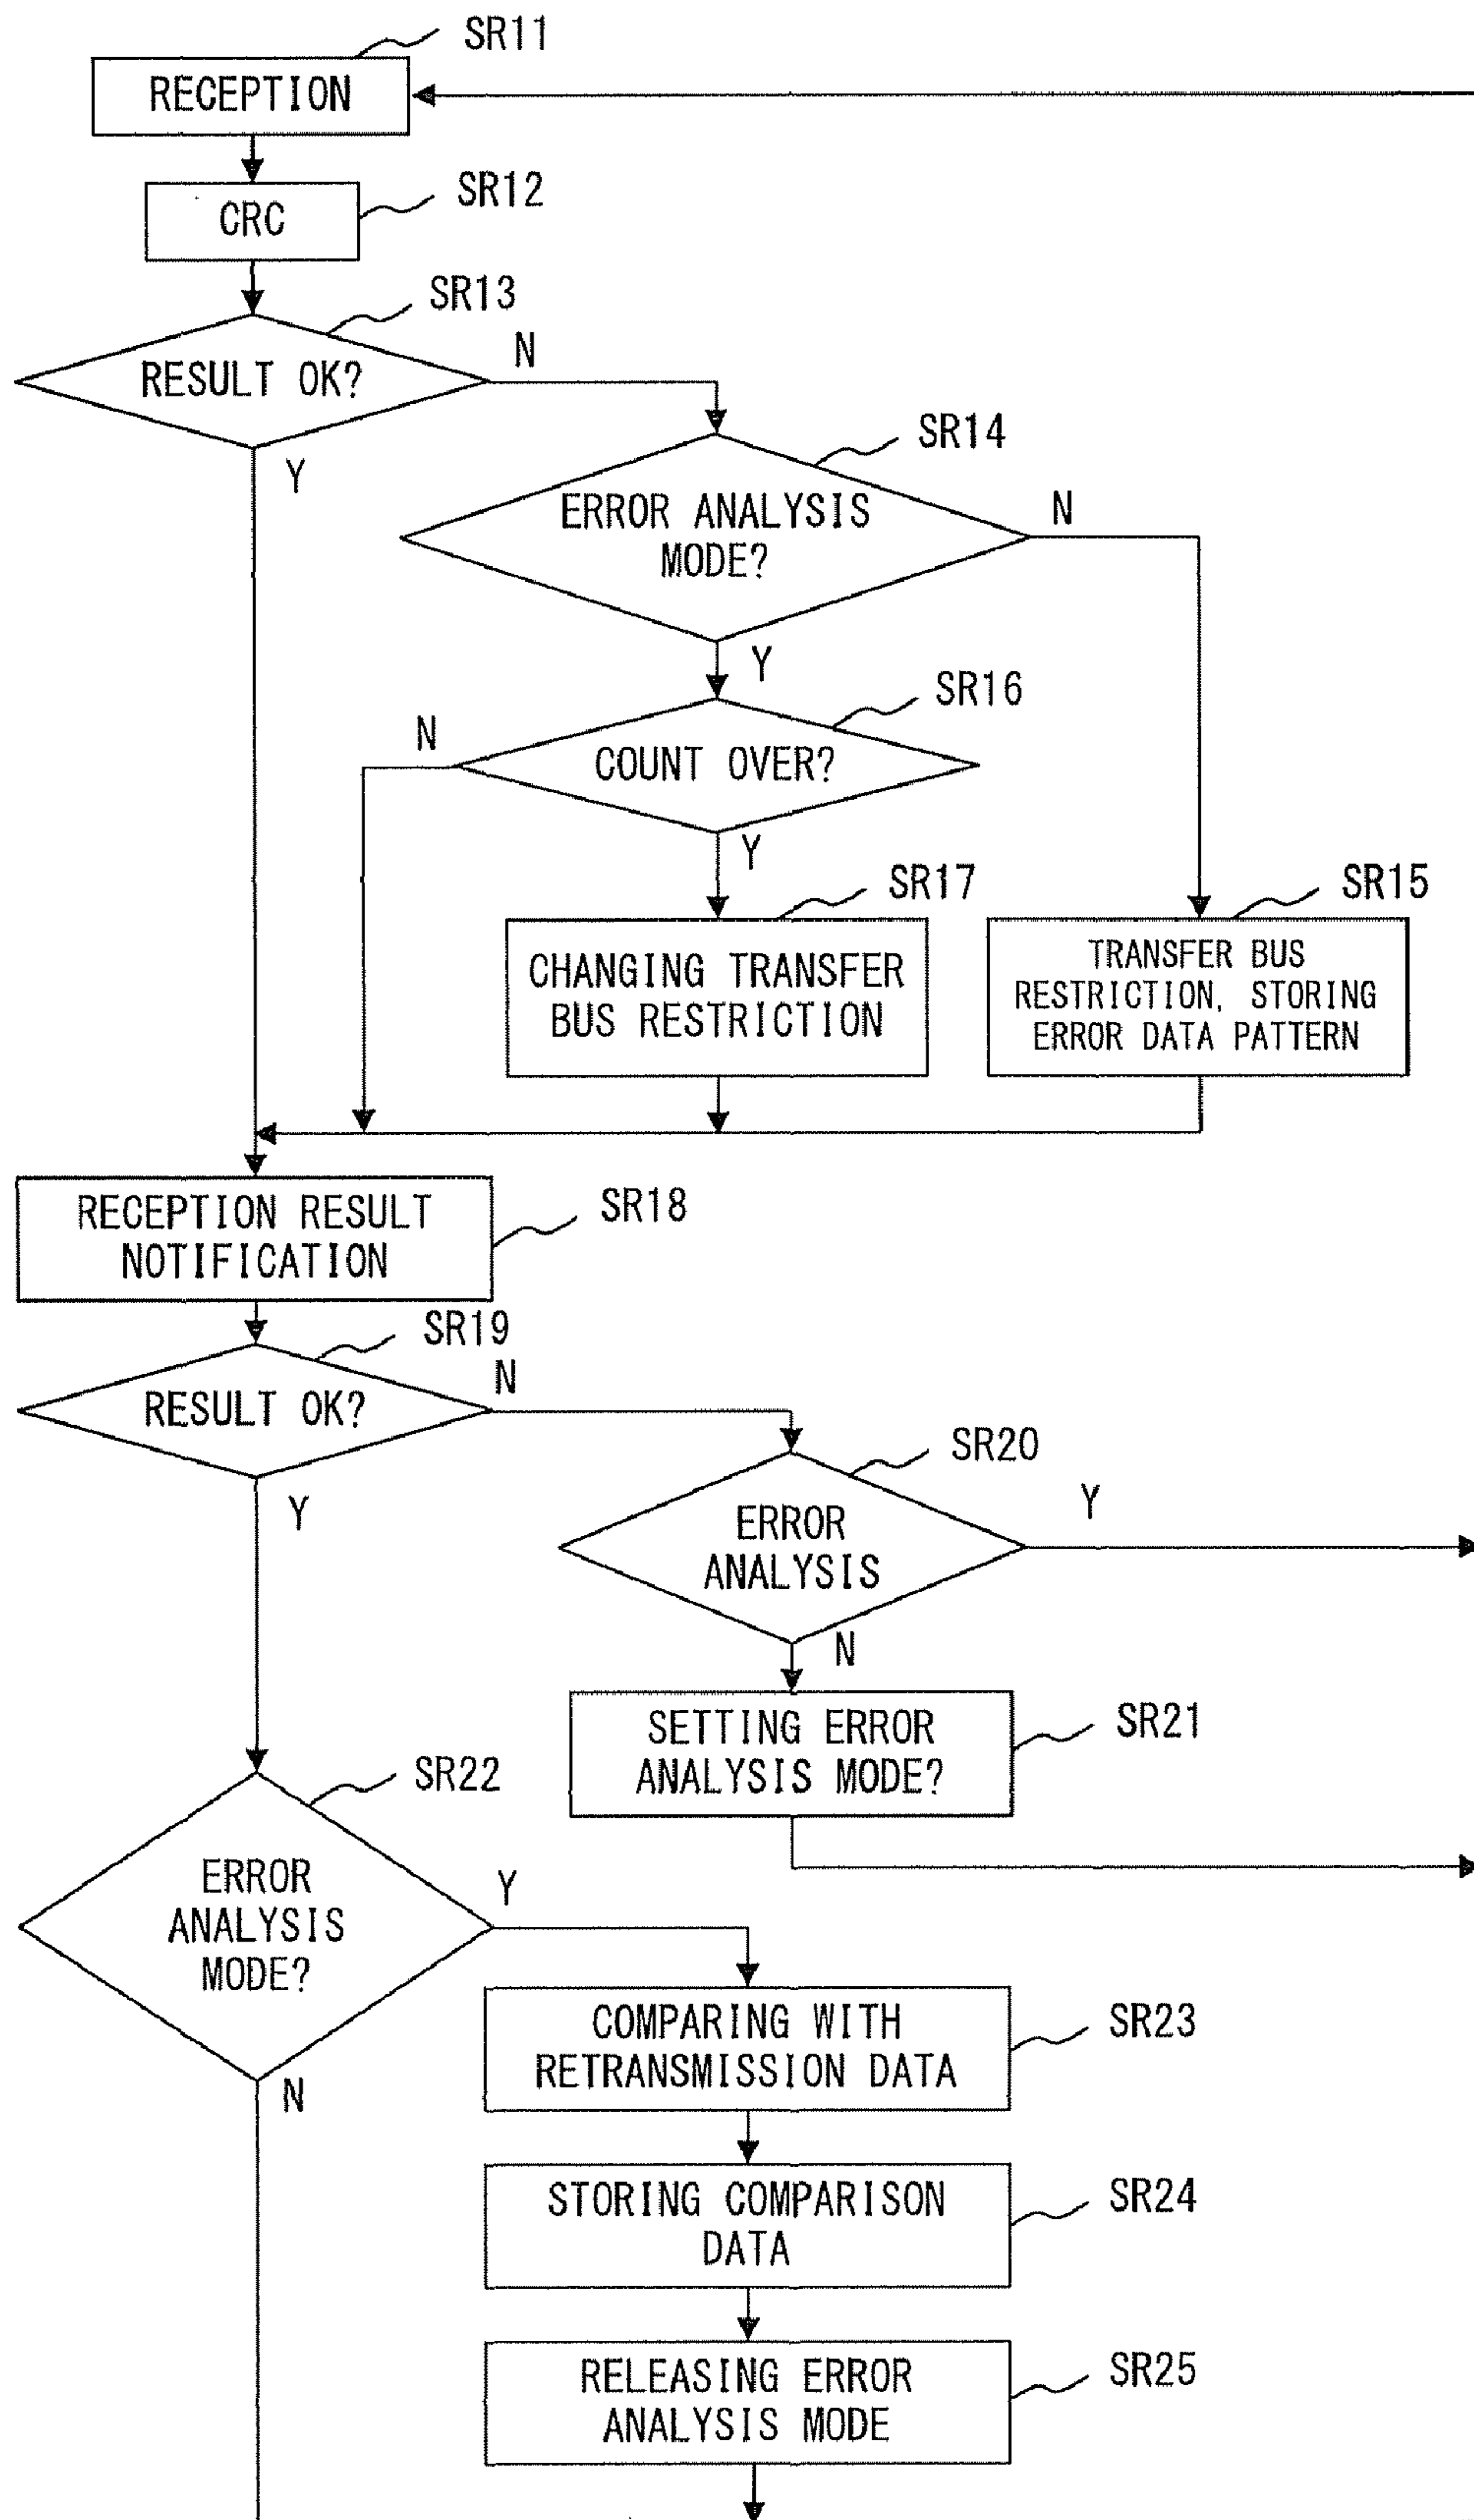 SR11
RECEPTION
SR12
CRC
SR13
RESULT OK?
N
Y
SR14
ERROR ANALYSIS
MODE?
N
Y
SR16
N
COUNT OVER?
Y
SR17
CHANGING TRANSFER
BUS RESTRICTION
SR15
TRANSFER BUS
RESTRICTION, STORING
ERROR DATA PATTERN
RECEPTION RESULT
NOTIFICATION
SR18
SR19
RESULT OK?
N
Y
SR20
ERROR
ANALYSIS
Y
N
SETTING ERROR
ANALYSIS MODE?
SR21
SR22
ERROR
ANALYSIS
MODE?
Y
N
COMPARING WITH
RETRANSMISSION DATA
SR23
STORING COMPARISON
DATA
SR24
RELEASING ERROR
ANALYSIS MODE
SR25